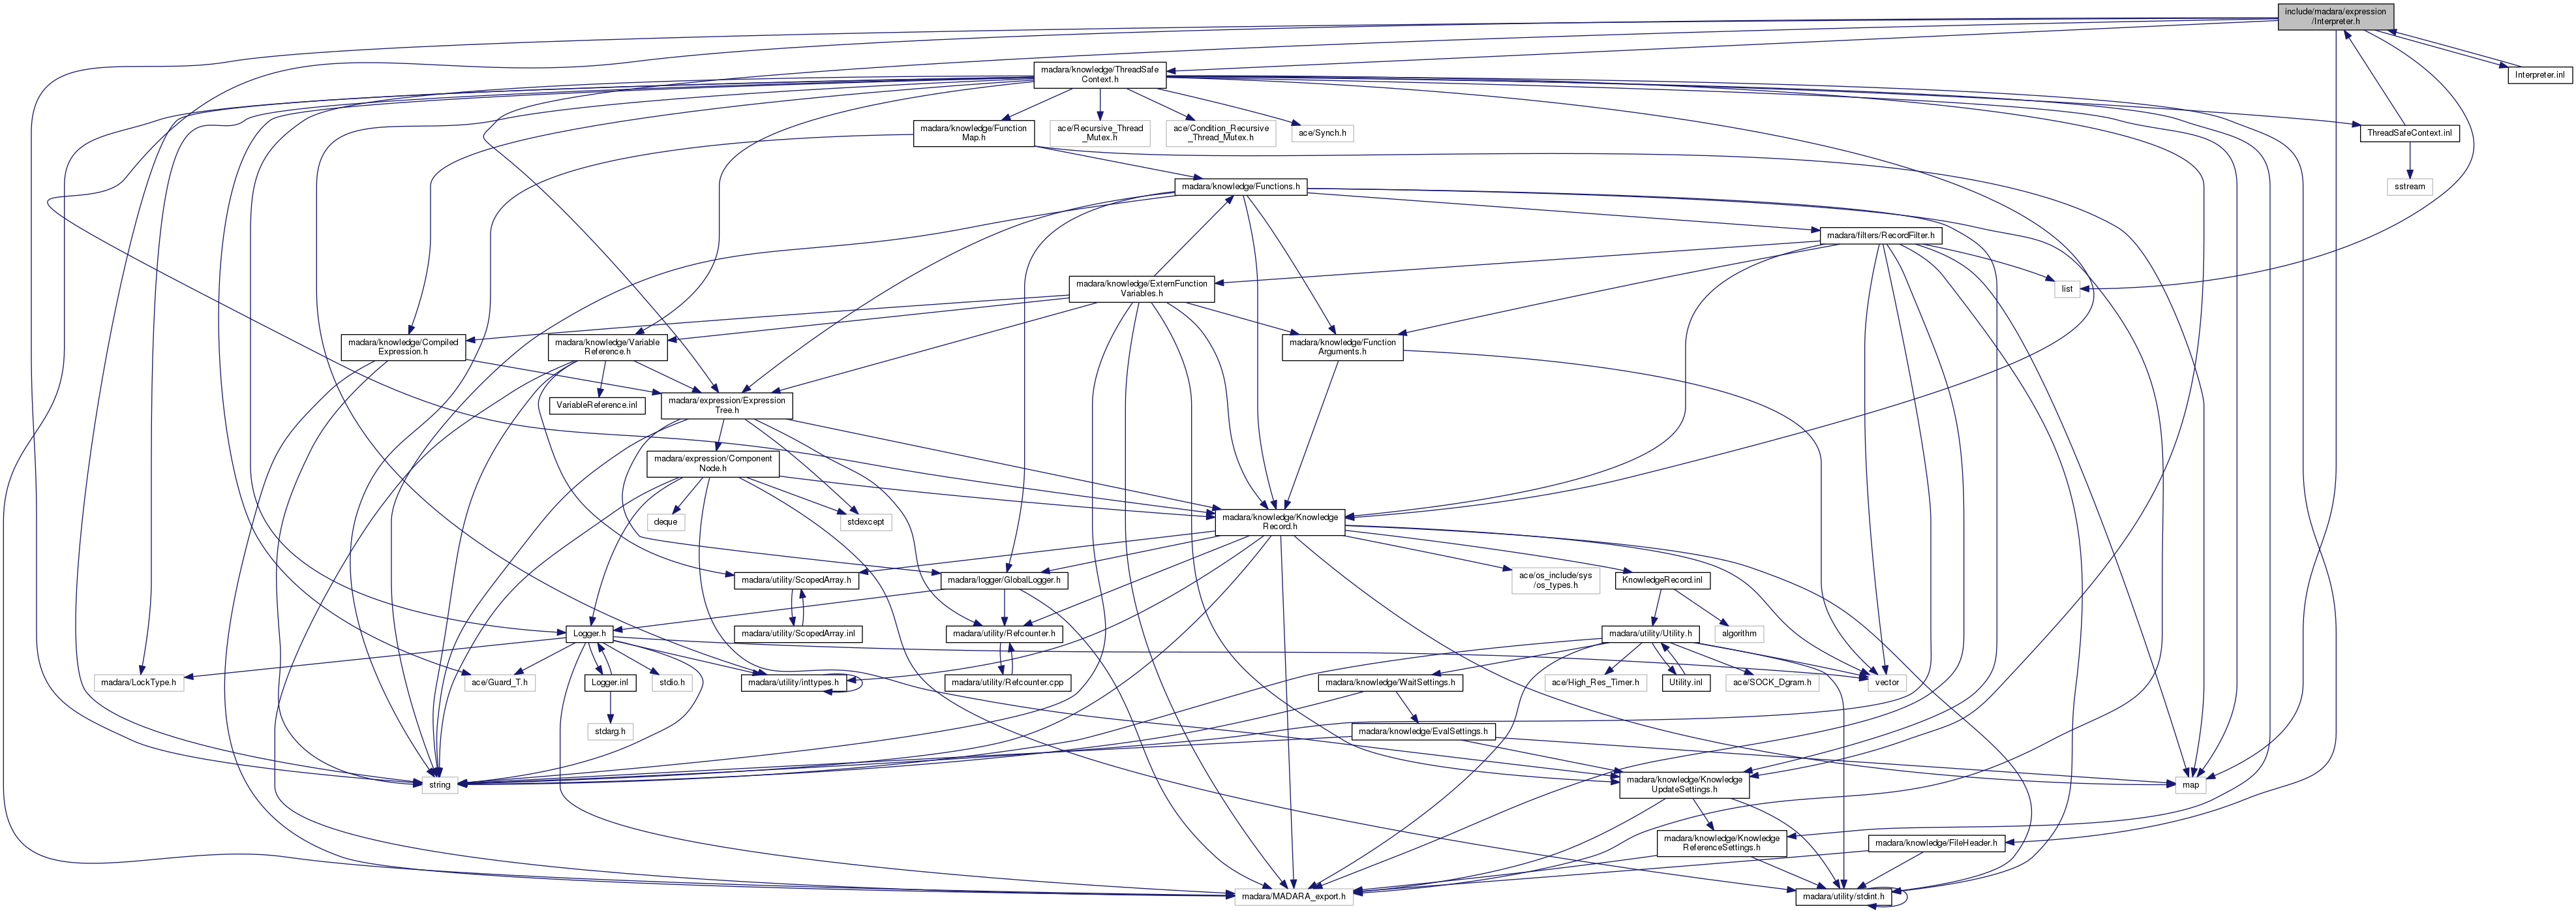 include/madara/expression
/Interpreter.h
madara/knowledge/ThreadSafe
Context.h
Interpreter.inl
madara/knowledge/Function
Map.h
ace/Recursive_Thread
_Mutex.h
ace/Condition_Recursive
_Thread_Mutex.h
ace/Synch.h
ThreadSafeContext.inl
madara/knowledge/Functions.h
sstream
madara/filters/RecordFilter.h
madara/knowledge/ExternFunction
Variables.h
list
madara/knowledge/Compiled
Expression.h
madara/knowledge/Variable
Reference.h
madara/knowledge/Function
Arguments.h
VariableReference.inl
madara/expression/Expression
Tree.h
madara/expression/Component
Node.h
deque
stdexcept
madara/knowledge/Knowledge
Record.h
madara/utility/ScopedArray.h
madara/logger/GlobalLogger.h
ace/os_include/sys
/os_types.h
KnowledgeRecord.inl
Logger.h
madara/utility/ScopedArray.inl
madara/utility/Refcounter.h
madara/utility/Utility.h
algorithm
madara/LockType.h
ace/Guard_T.h
Logger.inl
stdio.h
madara/utility/inttypes.h
madara/utility/Refcounter.cpp
madara/knowledge/WaitSettings.h
ace/High_Res_Timer.h
Utility.inl
ace/SOCK_Dgram.h
vector
stdarg.h
madara/knowledge/EvalSettings.h
string
madara/knowledge/Knowledge
UpdateSettings.h
map
madara/knowledge/Knowledge
ReferenceSettings.h
madara/knowledge/FileHeader.h
madara/MADARA_export.h
madara/utility/stdint.h